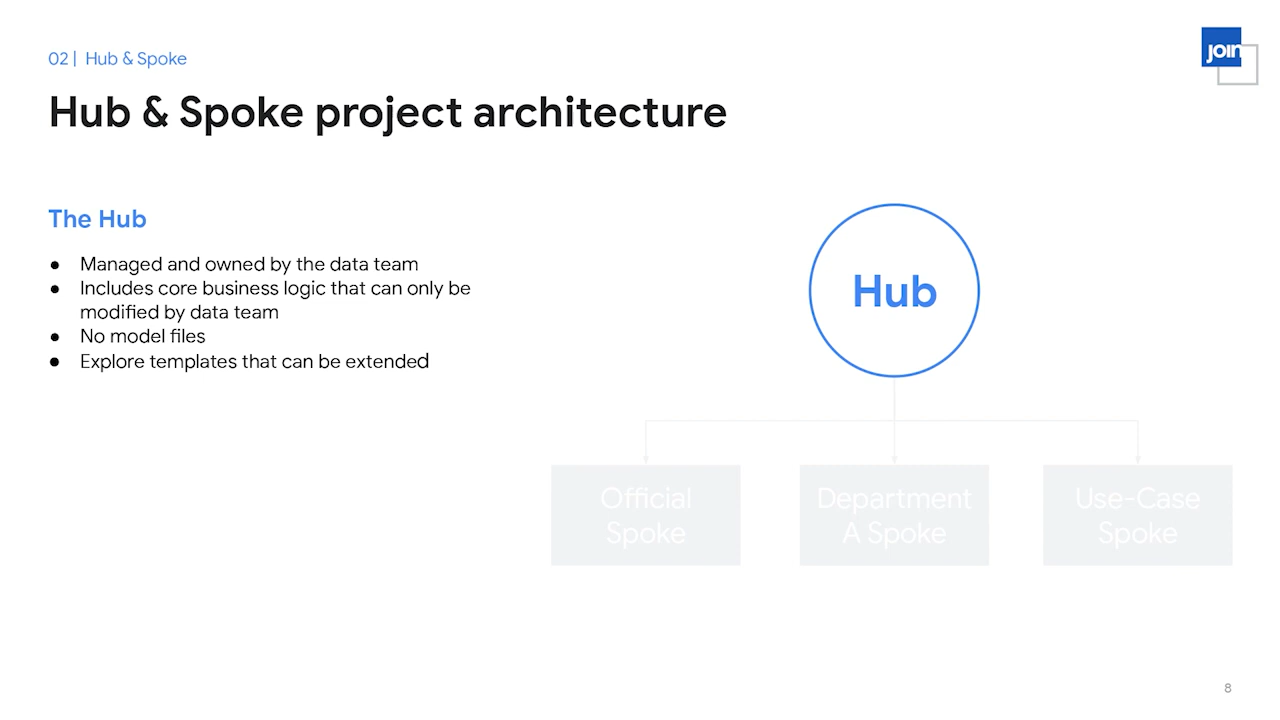 02 | Hub & Spoke
join
Hub & Spoke project architecture
The Hub
● Managed and owned by the data team
● Includes core business logic that can only be
modified by data team
● No model files
● Explore templates that can be extended
Hub
Official
Spoke
Department
A Spoke
Use-Case
Spoke
8